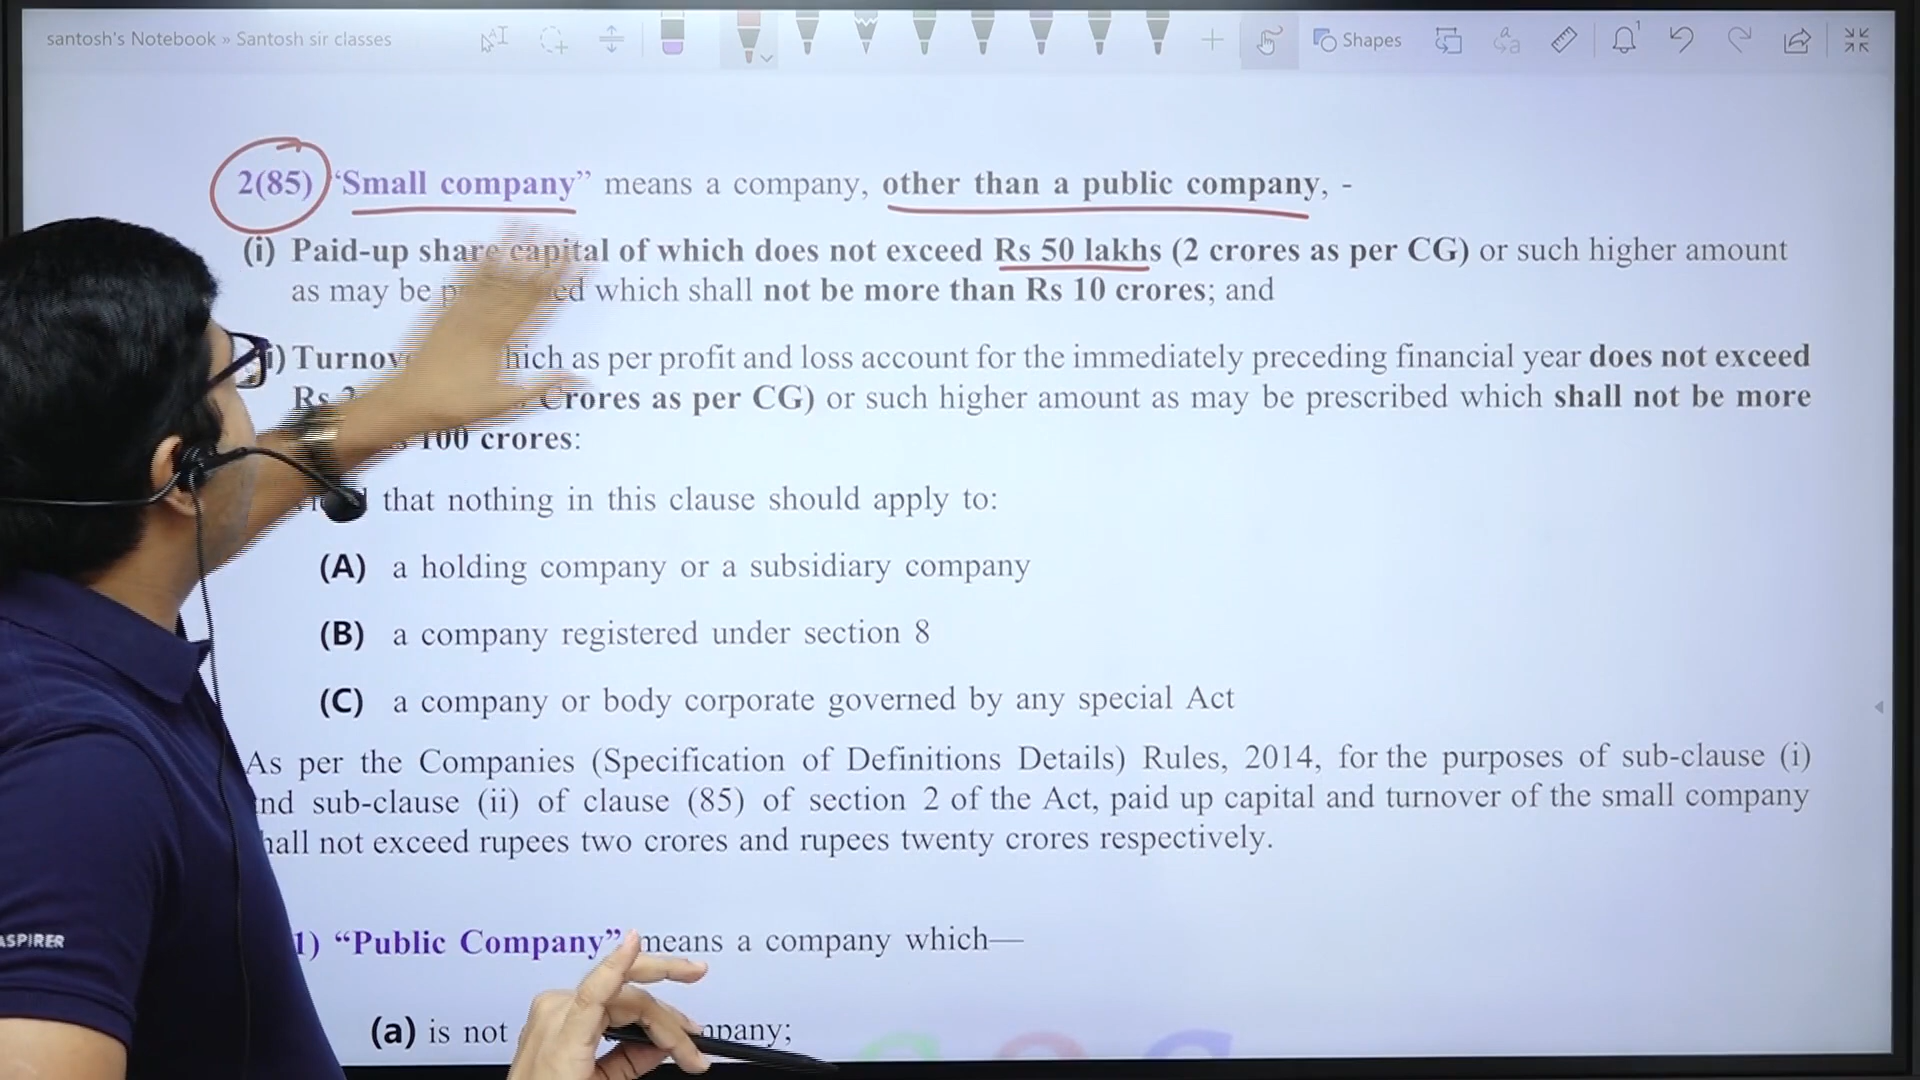 santosh's Notebook » Santosh sir classes
Shapes
1
2(85) “Small company” means a company, other than a public company, -
(i) Paid-up share capital of which does not exceed Rs 50 lakhs (2 crores as per CG) or such higher amount
as may be which shall not be more than Rs 10 crores; and
as per profit and loss account for the immediately preceding financial year does not exceed
Rs Crores as per CG) or such higher amount as may be prescribed which shall not be more
100 crores:
that nothing in this clause should apply to:
(A) a holding company or a subsidiary company
(B) a company registered under section 8
(C) a company or body corporate governed by any special Act
As per the Companies (Specification of Definitions Details) Rules, 2014, for the purposes of sub-clause (i)
sub-clause (ii) of clause (85) of section 2 of the Act, paid up capital and turnover of the small company
not exceed rupees two crores and rupees twenty crores respectively.
“Public Company” means a company which—
(a) is not
ASPIRER